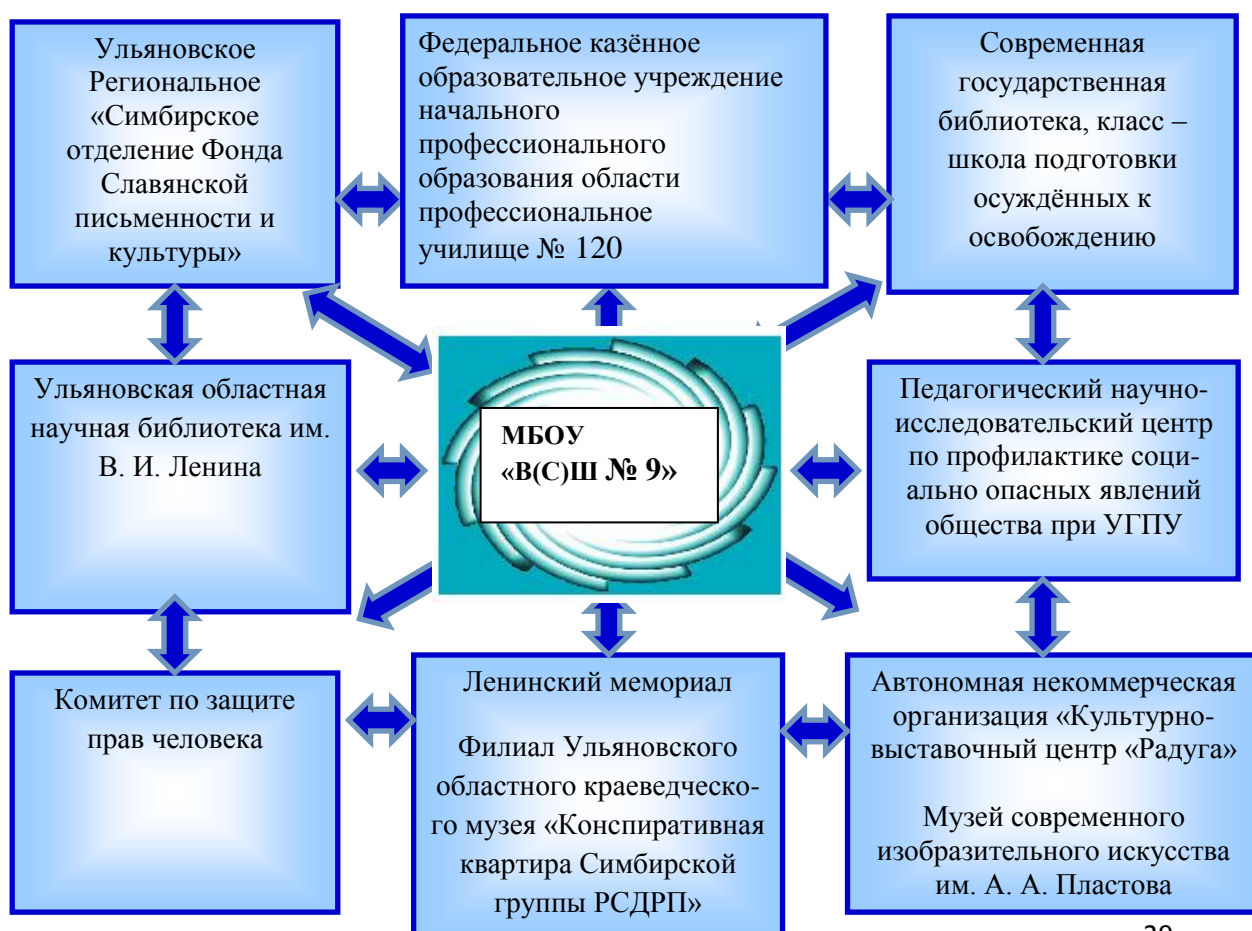 Ульяновское
Региональное
«Симбирское
отделение Фонда
Славянской
письменности и
культуры»
Федеральное казённое
образовательное учреждение
начального
профессионального
образования области
профессиональное
училище № 120
Современная
государственная
библиотека, класс –
школа подготовки
осуждённых к
освобождению
Ульяновская областная
научная библиотека им.
В. И. Ленина
МБОУ
«В(С)Ш № 9»
Педагогический научно-
исследовательский центр
по профилактике соци-
ально опасных явлений
общества при УГПУ
Комитет по защите
прав человека
Ленинский мемориал
Филиал Ульяновского
областного краеведческо-
го музея «Конспиративная
квартира Симбирской
группы РСДРП»
Автономная некоммерческая
организация «Культурно-
выставочный центр «Радуга»
Музей современного
изобразительного искусства
им. А. А. Пластова